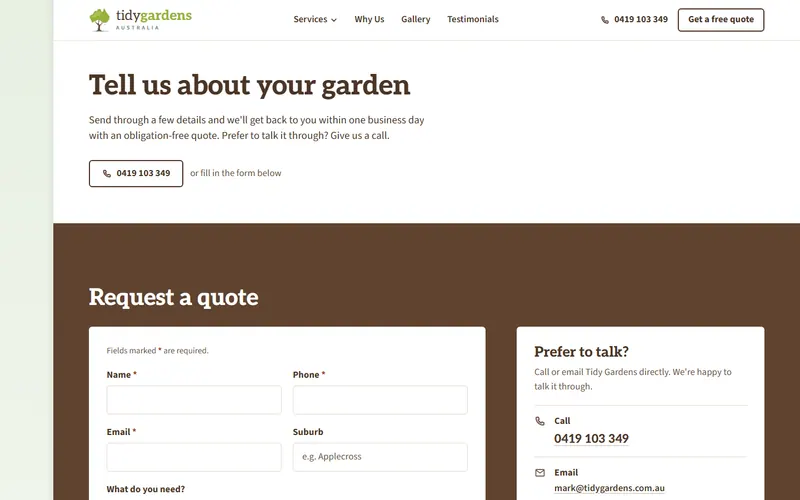 tidygardens
AUSTRALIA
Services
Why Us
Gallery
Testimonials
0419 103 349
Get a free quote
Tell us about your garden
Send through a few details and we'll get back to you within one business day
with an obligation-free quote. Prefer to talk it through? Give us a call.
0419 103 349
or fill in the form below
Request a quote
Fields marked * are required.
Name *
Phone *
Email *
Suburb
e.g. Applecross
What do you need?
Prefer to talk?
Call or email Tidy Gardens directly. We're happy to
talk it through.
Call
0419 103 349
Email
mark@tidygardens.com.au